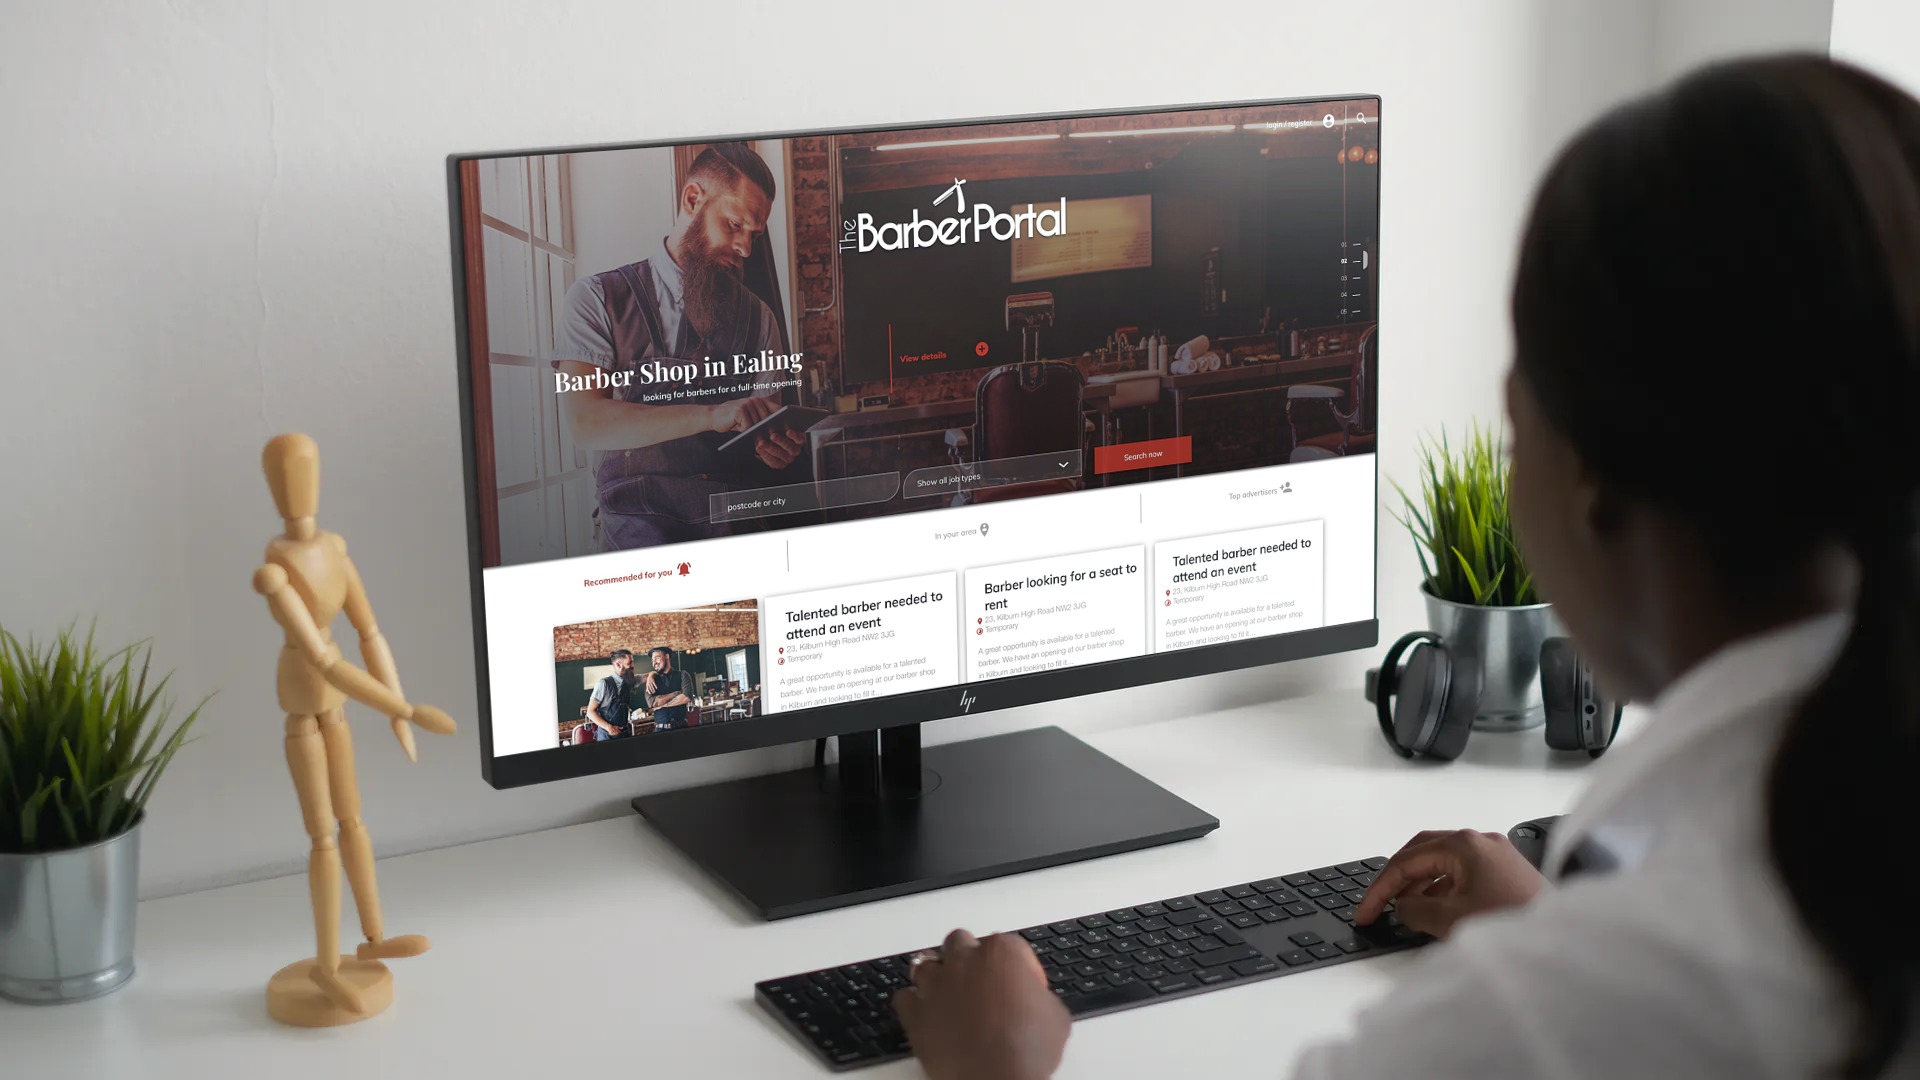 login / register
The BarberPortal
01
02
03
04
05
View details
Barber Shop in Ealing
looking for barbers for a full-time opening
postcode or city
Show all job types
Search now
Recommended for you
In your area
Top advertisers
Talented barber needed to
attend an event
23, Kilburn High Road NW2 3JG
Temporary
A great opportunity is available for a talented
barber. We have an opening at our barber shop
in Kilburn and looking to fill it...
Barber looking for a seat to
rent
23, Kilburn High Road NW2 3JG
Temporary
A great opportunity is available for a talented
barber. We have an opening at our barber shop
in Kilburn and looking to fill it...
Talented barber needed to
attend an event
23, Kilburn High Road NW2 3JG
Temporary
A great opportunity is available for a talented
barber. We have an opening at our barber shop
in Kilburn and looking to fill it...
hp